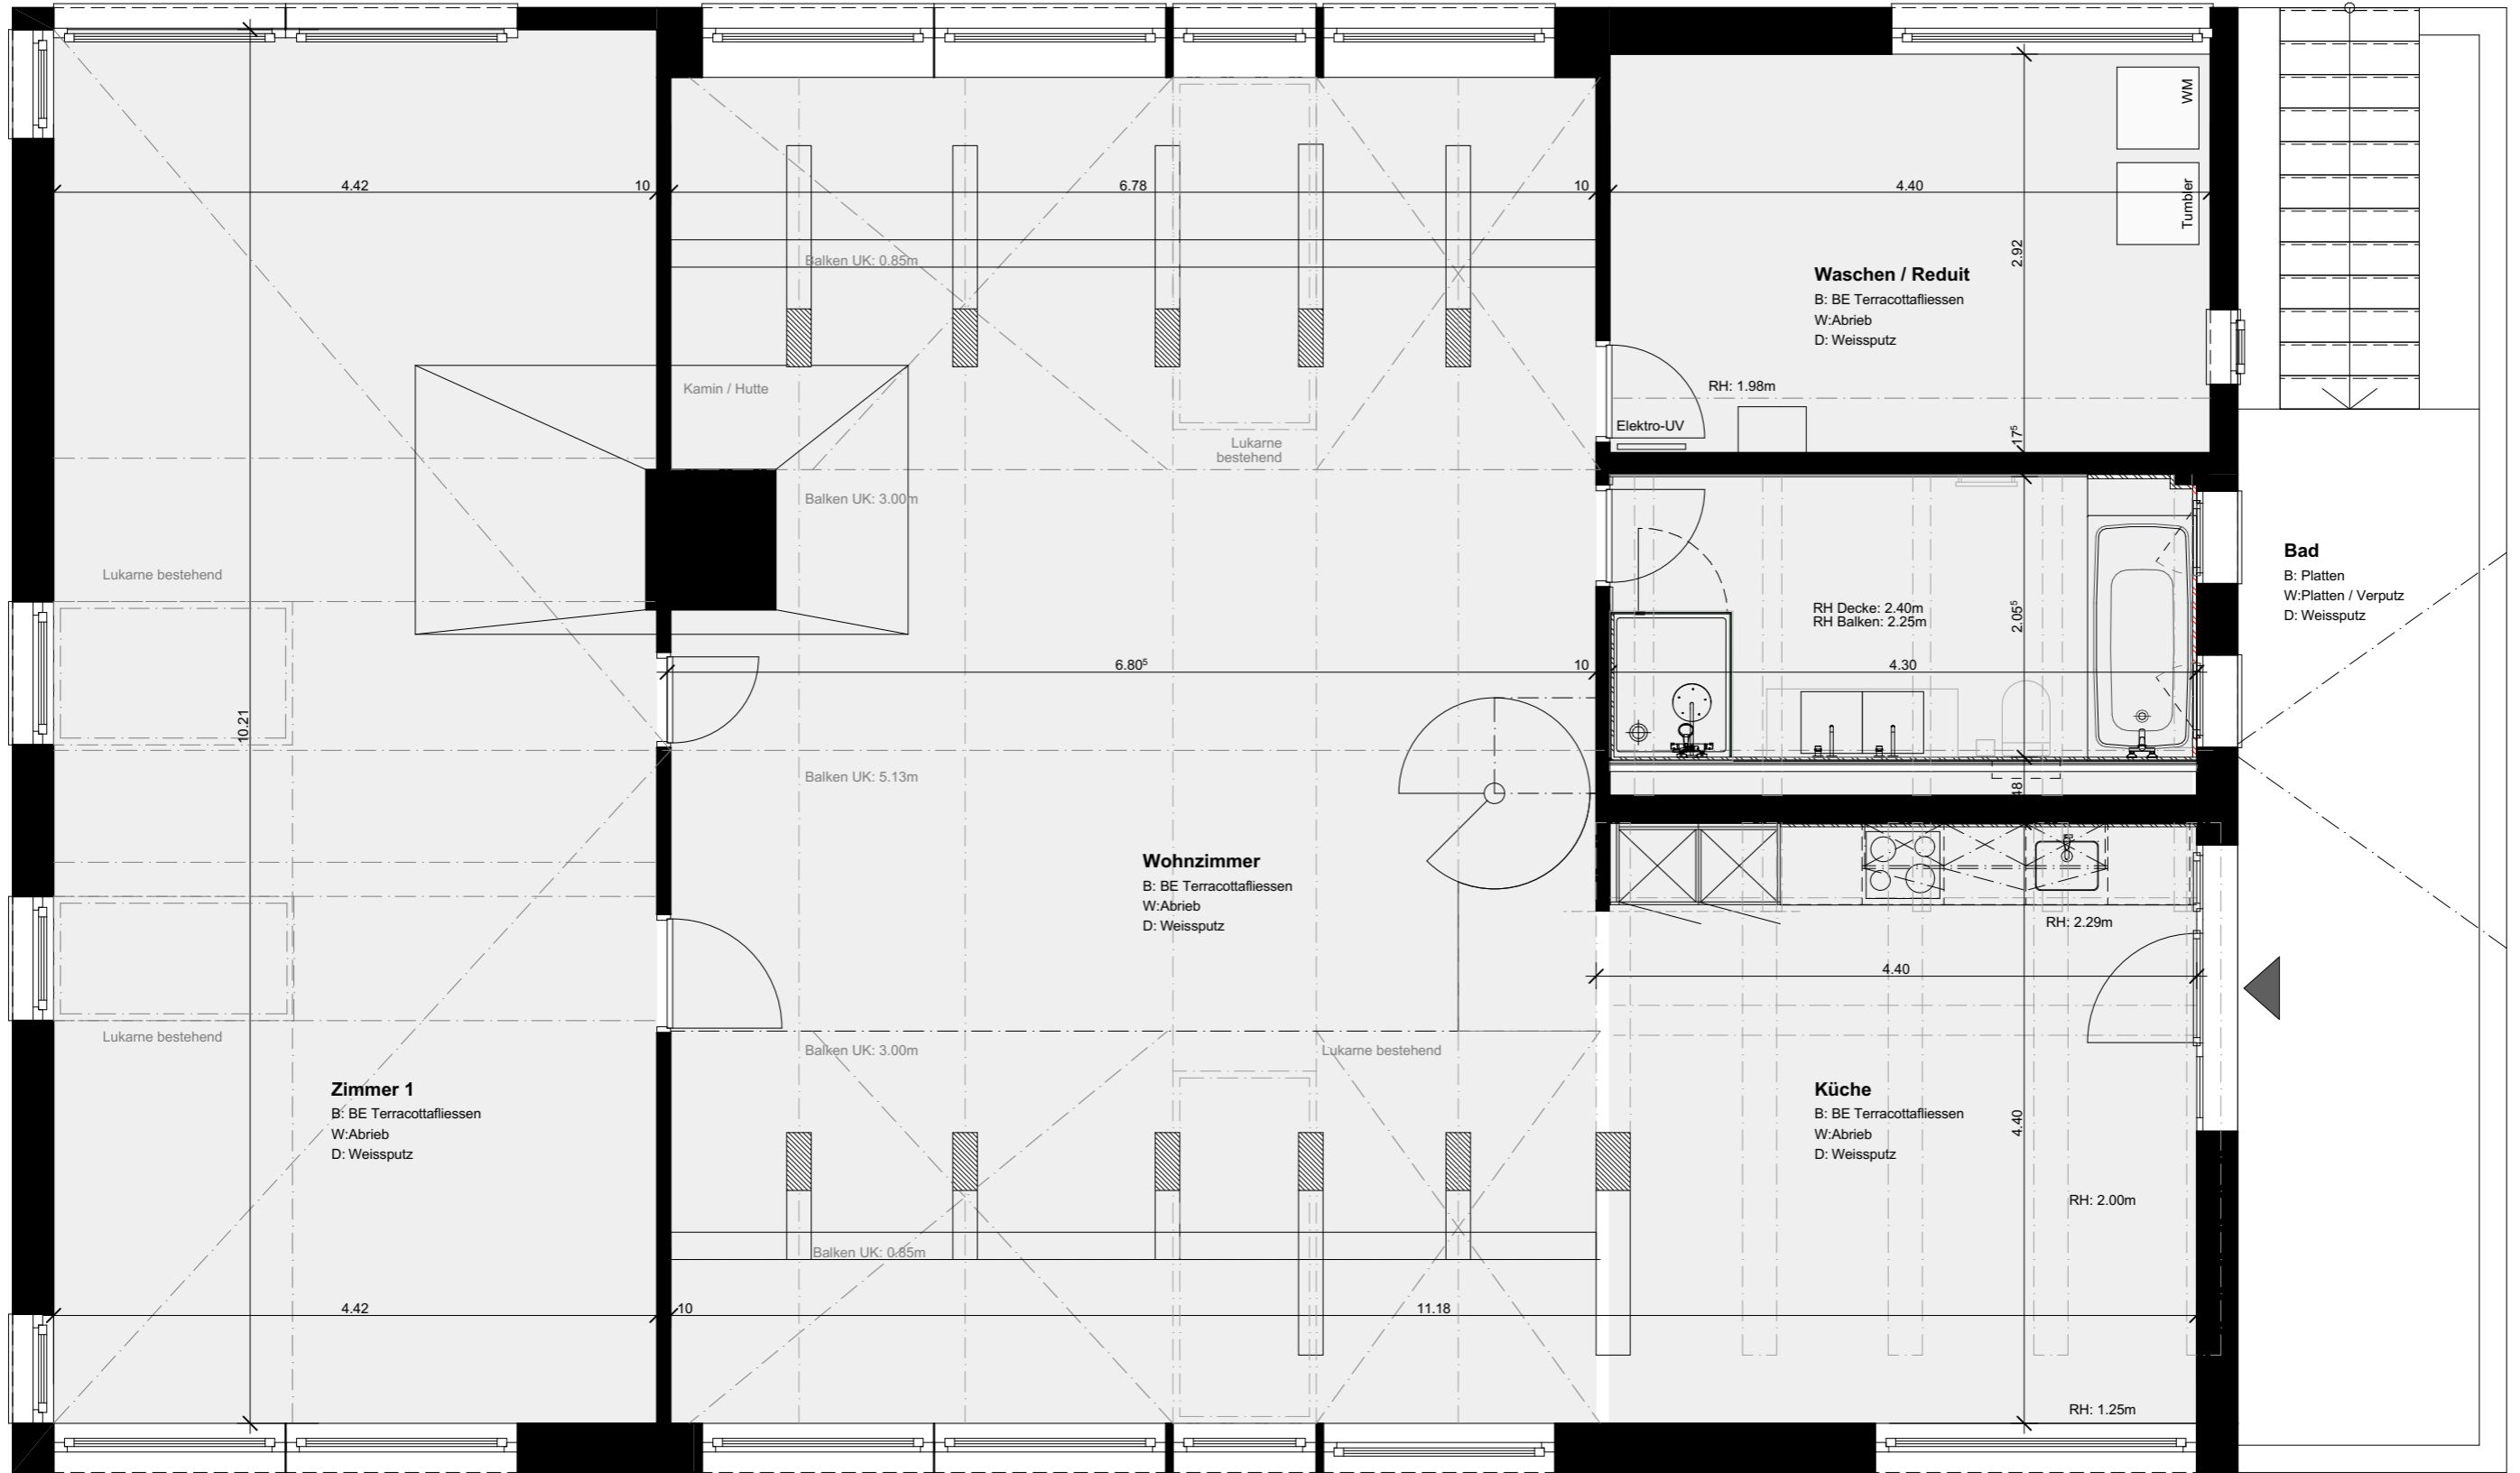 4.42
10
6.78
10
4.40
WM
Tumbler
2.92
Balken UK: 0.85m
Waschen / Reduit
B: BE Terracottafliessen
W:Abrieb
D: Weissputz
Kamin / Hutte
RH: 1.98m
Elektro-UV
17⁵
Lukarne
bestehend
Balken UK: 3.00m
Lukarne bestehend
Bad
B: Platten
W:Platten / Verputz
D: Weissputz
RH Decke: 2.40m
RH Balken: 2.25m
2.05⁵
6.80⁵
10
4.30
10.21
Balken UK: 5.13m
48
Wohnzimmer
B: BE Terracottafliessen
W:Abrieb
D: Weissputz
RH: 2.29m
4.40
Lukarne bestehend
Balken UK: 3.00m
Lukarne bestehend
Zimmer 1
B: BE Terracottafliessen
W:Abrieb
D: Weissputz
Küche
B: BE Terracottafliessen
W:Abrieb
D: Weissputz
4.40
RH: 2.00m
Balken UK: 0.85m
4.42
10
11.18
RH: 1.25m